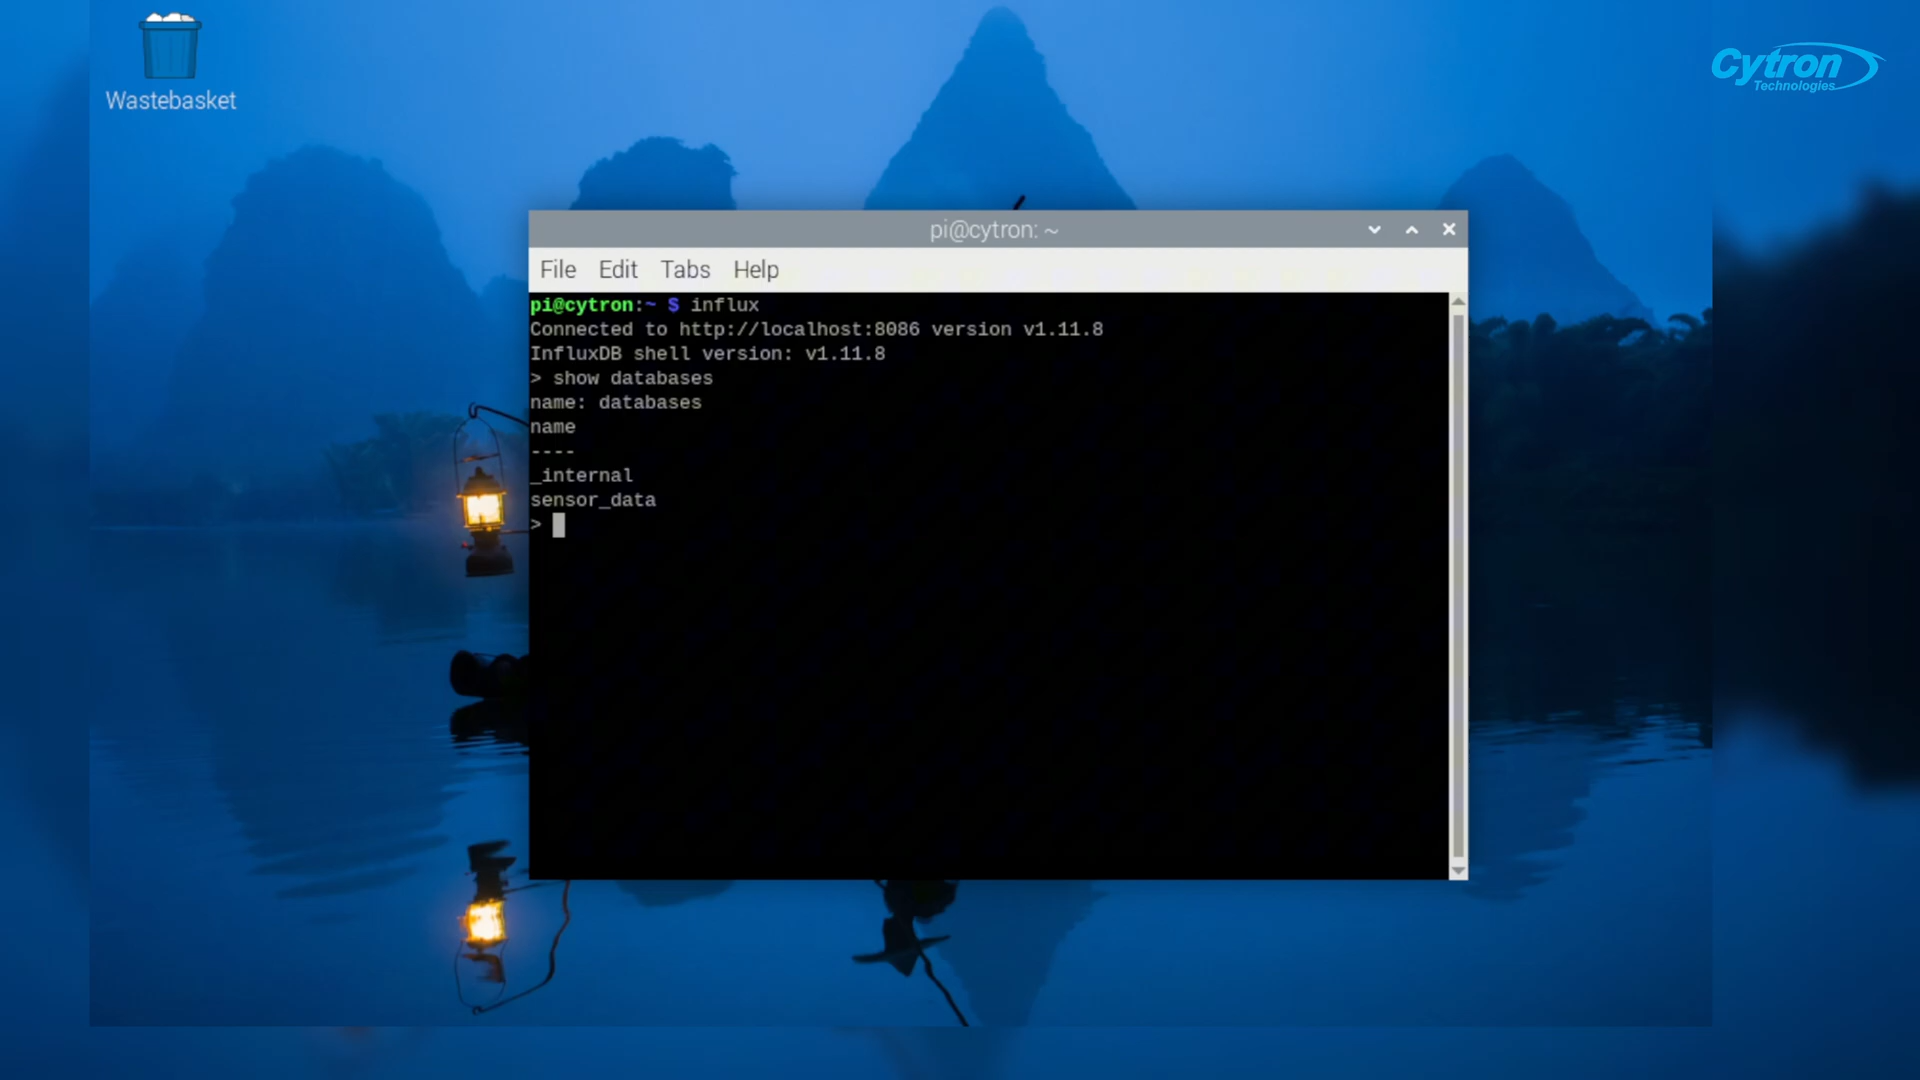 Wastebasket
Cytron
Technologies
pi@cytron: ~
File Edit Tabs Help
pi@cytron:~ $ influx
Connected to http://localhost:8086 version v1.11.8
InfluxDB shell version: v1.11.8
> show databases
name: databases
name
----
_internal
sensor_data
>